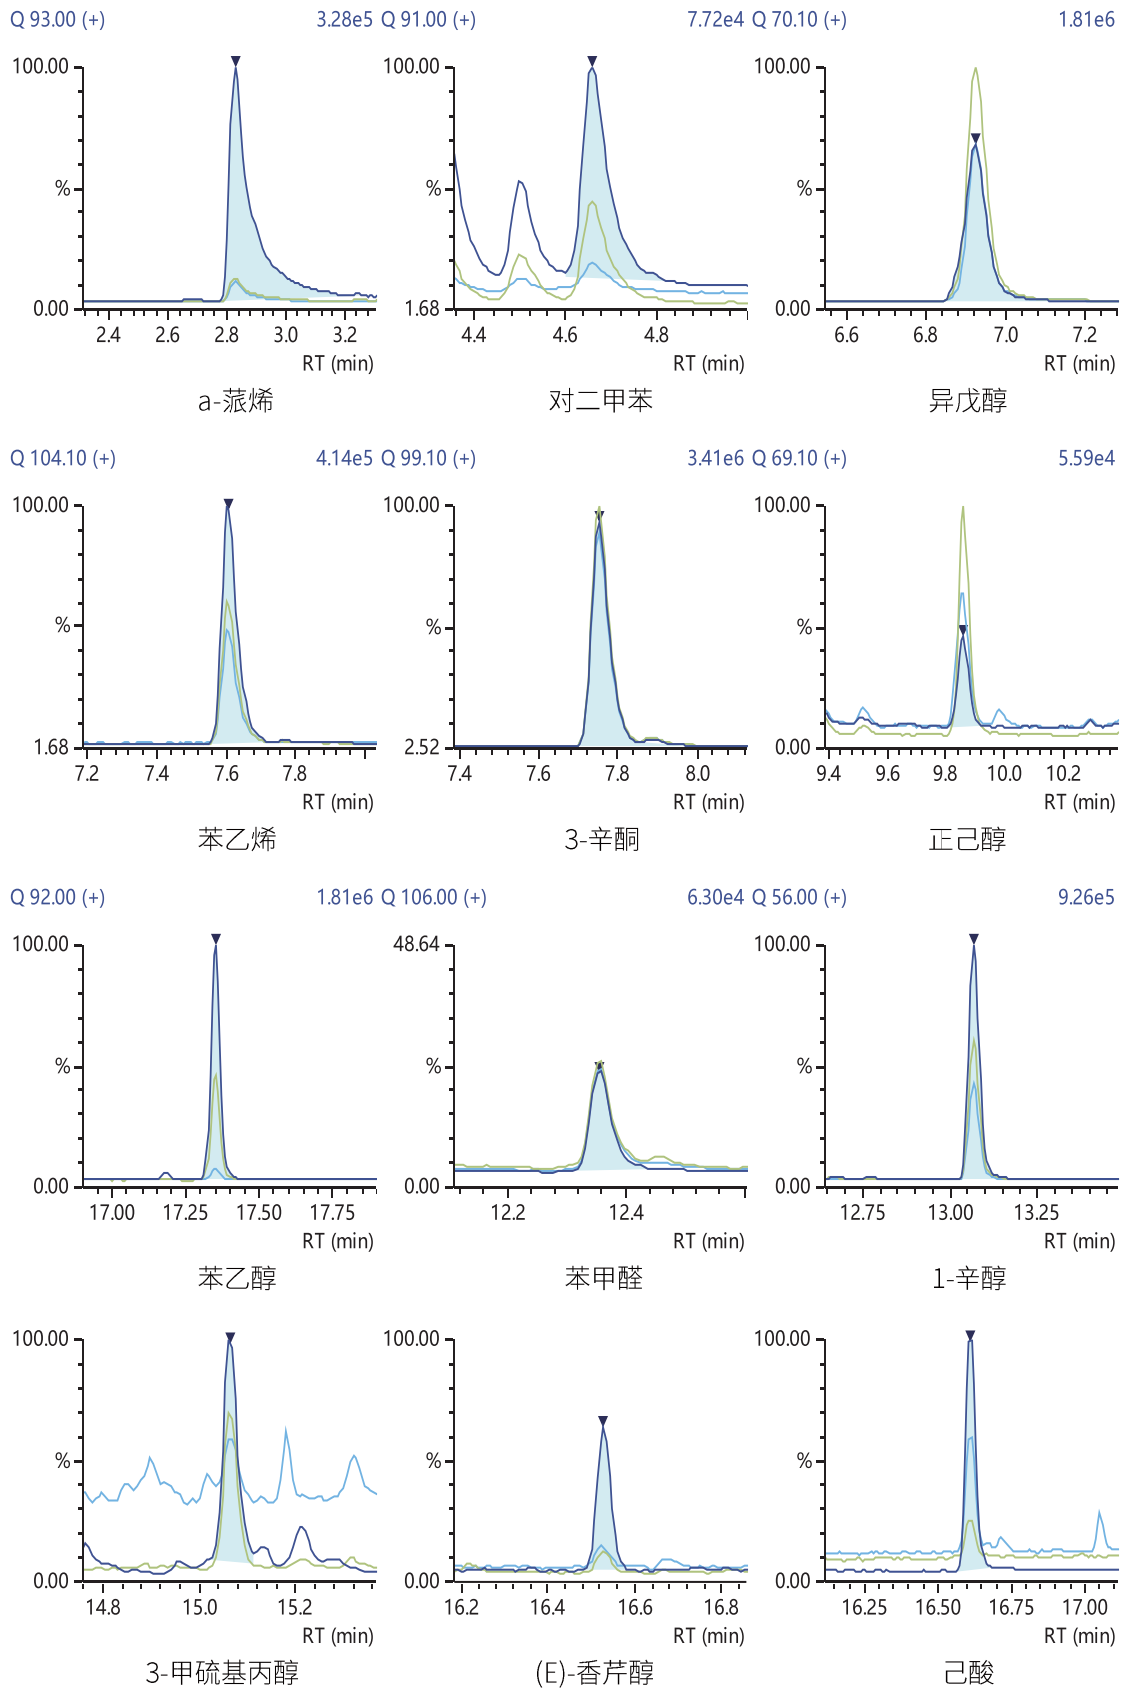 Q 93.00 (+) 3.28e5 Q 91.00 (+) 7.72e4 Q 70.10 (+) 1.81e6
100.00 100.00 100.00
% % %
0.00 1.68 0.00
2.4 2.6 2.8 3.0 3.2 4.4 4.6 4.8 6.6 6.8 7.0 7.2
RT (min) RT (min) RT (min)
a-蒎烯 对二甲苯 异戊醇
Q 104.10 (+) 4.14e5 Q 99.10 (+) 3.41e6 Q 69.10 (+) 5.59e4
100.00 100.00 100.00
% % %
1.68 2.52 0.00
7.2 7.4 7.6 7.8 7.4 7.6 7.8 8.0 9.4 9.6 9.8 10.0 10.2
RT (min) RT (min) RT (min)
苯乙烯 3-辛酮 正己醇
Q 92.00 (+) 1.81e6 Q 106.00 (+) 6.30e4 Q 56.00 (+) 9.26e5
100.00 48.64 100.00
% % %
0.00 0.00 0.00
17.00 17.25 17.50 17.75 12.2 12.4 12.75 13.00 13.25
RT (min) RT (min) RT (min)
苯乙醇 苯甲醛 1-辛醇
100.00 100.00 100.00
% % %
0.00 0.00 0.00
14.8 15.0 15.2 16.2 16.4 16.6 16.8 16.25 16.50 16.75 17.00
RT (min) RT (min) RT (min)
3-甲硫基丙醇 (E)-香芹醇 己酸